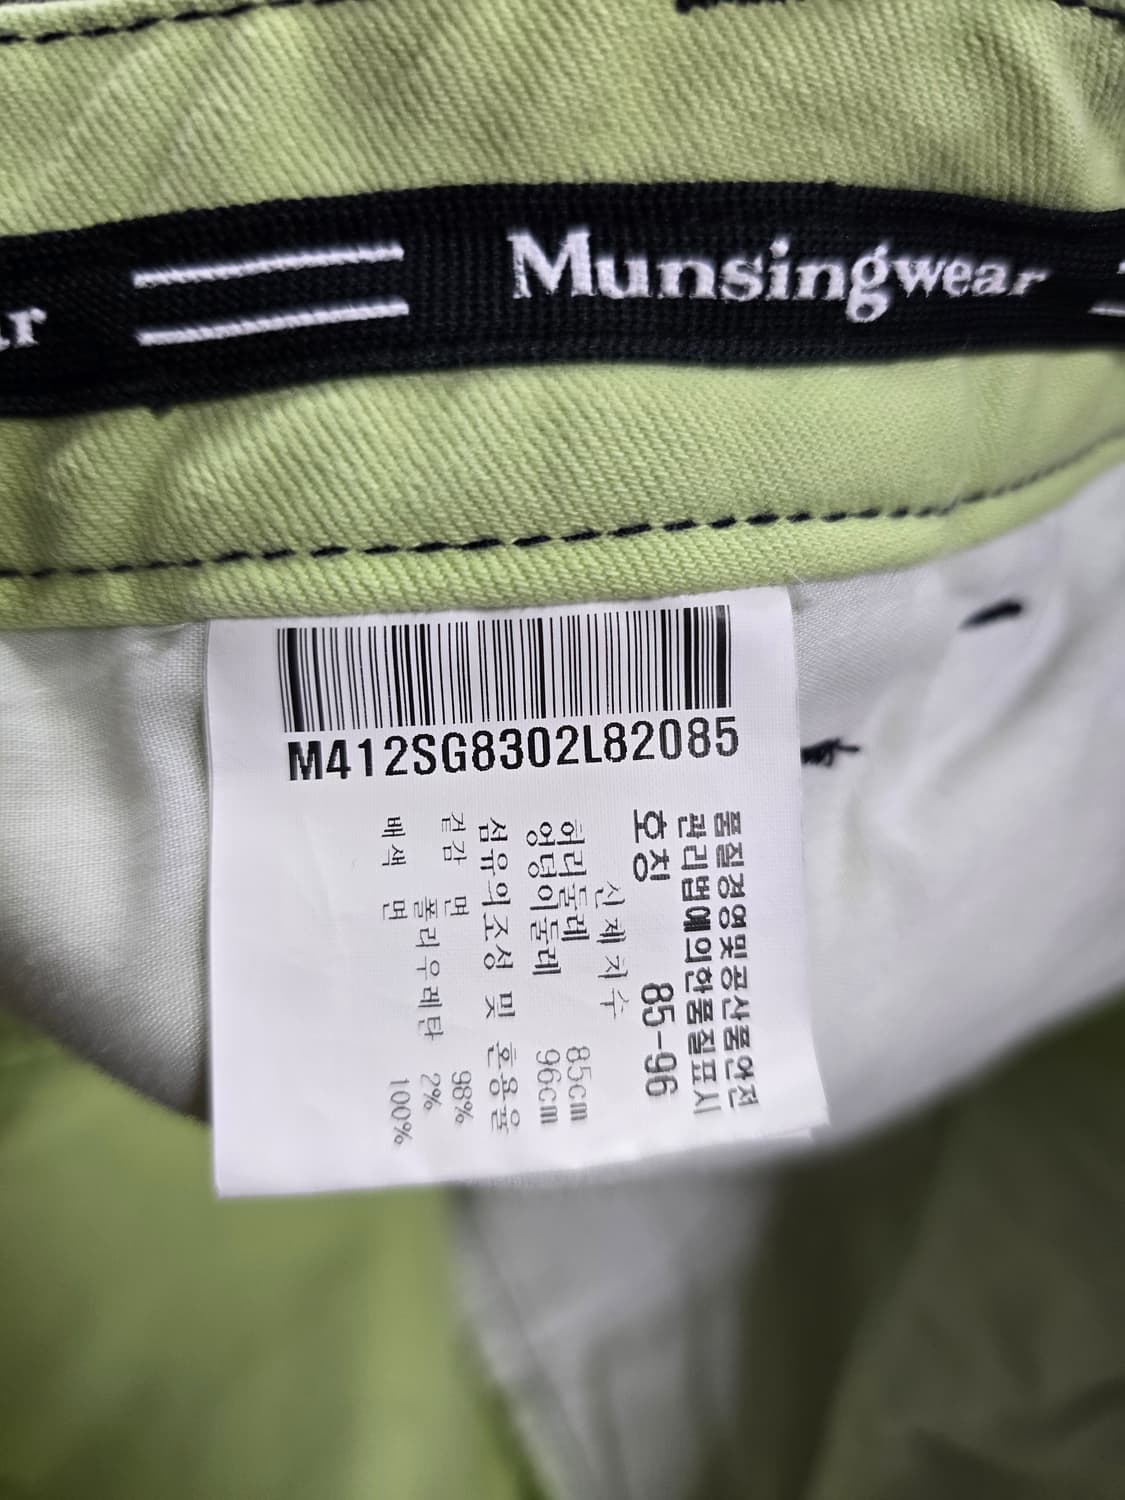 Munsingwear
ar
M412SG8302L82085
품질경영및공산품안전
관리법에의한품질표시
호칭 85-96
신체치수
허리둘레 85cm
엉덩이둘레 96cm
섬유의조성 및 혼용율
겉감 면 98%
폴리우레탄 2%
배색 면 100%